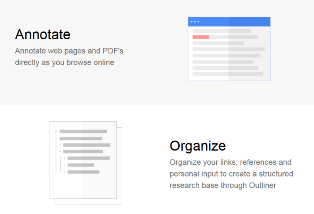 Annotate
Annotate web pages and PDF's
directly as you browse online
Organize
Organize your links, references and
personal input to create a structured
research base through Outliner